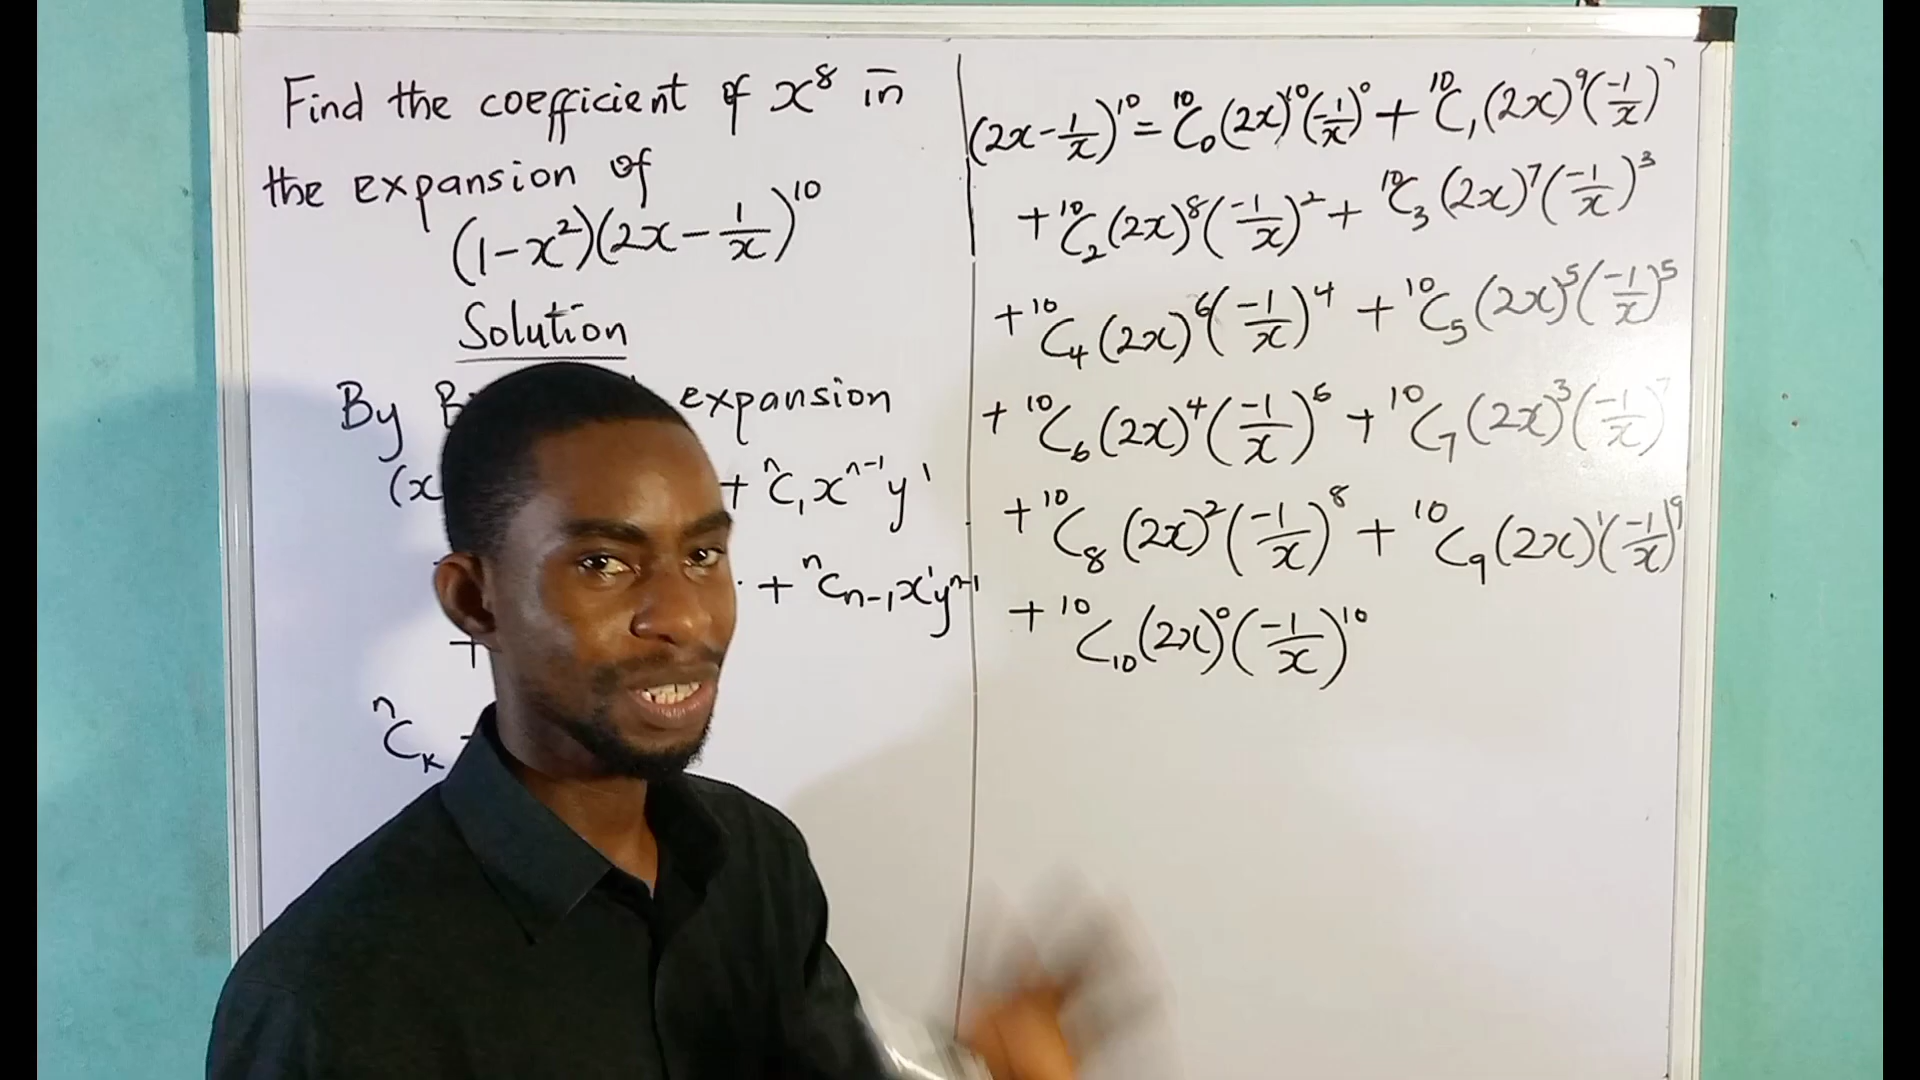 Find the coefficient of x⁸ in
the expansion of
(1-x²)(2x - 1/x)¹⁰
Solution
By expansion
(x + ⁿC₁xⁿ⁻¹y¹
. + ⁿCₙ₋₁x¹yⁿ⁻¹
+
ⁿCₖ
(2x - 1/x)¹⁰ = ¹⁰C₀(2x)¹⁰(-1/x)⁰ + ¹⁰C₁(2x)⁹(-1/x)¹
+ ¹⁰C₂(2x)⁸(-1/x)² + ¹⁰C₃(2x)⁷(-1/x)³
+ ¹⁰C₄(2x)⁶(-1/x)⁴ + ¹⁰C₅(2x)⁵(-1/x)⁵
+ ¹⁰C₆(2x)⁴(-1/x)⁶ + ¹⁰C₇(2x)³(-1/x)⁷
+ ¹⁰C₈(2x)²(-1/x)⁸ + ¹⁰C₉(2x)¹(-1/x)⁹
+ ¹⁰C₁₀(2x)⁰(-1/x)¹⁰